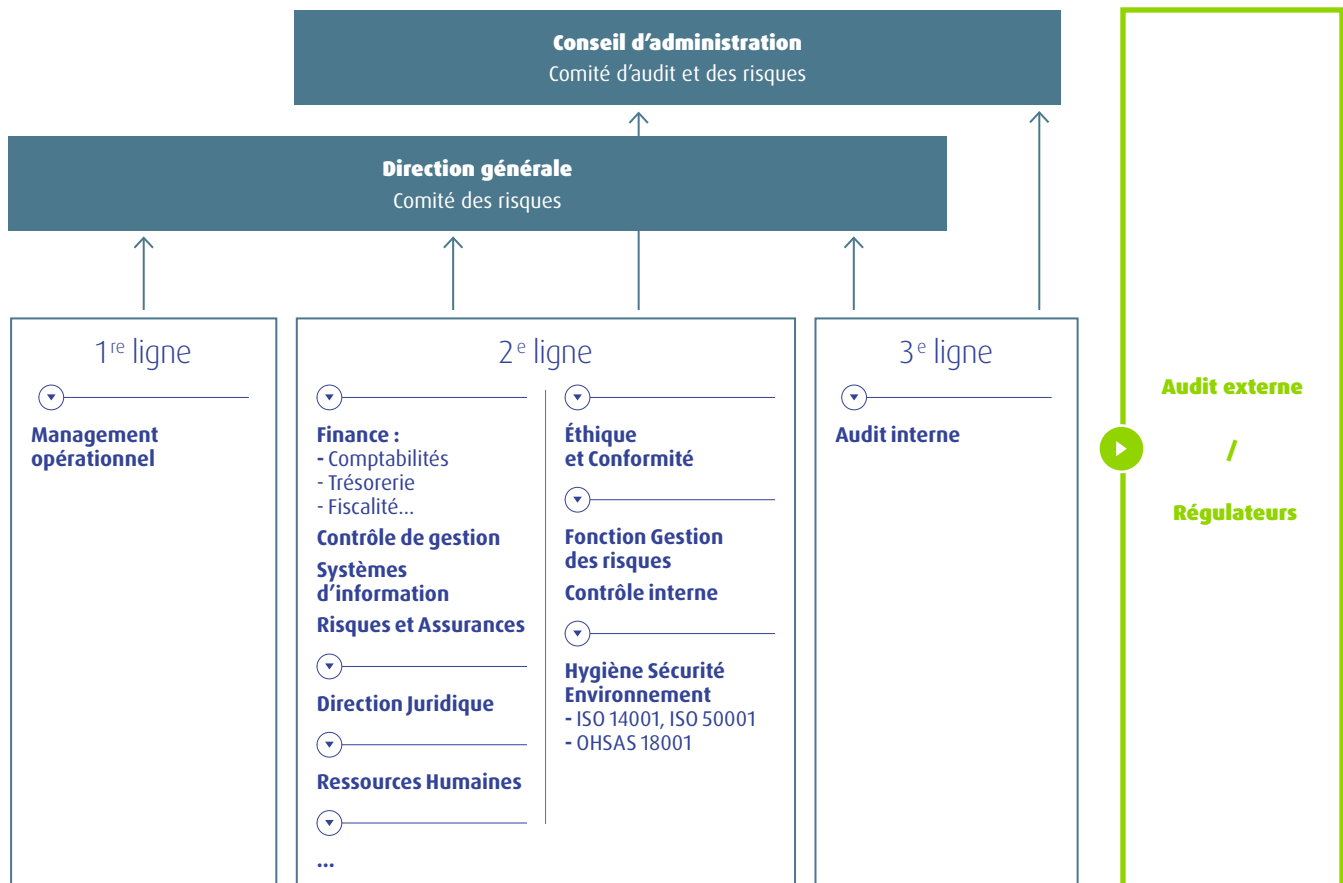 Conseil d'administration
Comité d'audit et des risques
Direction générale
Comité des risques
1re ligne
Management
opérationnel
2e ligne
Finance :
- Comptabilités
- Trésorerie
- Fiscalité...
Contrôle de gestion
Systèmes
d'information
Risques et Assurances
Direction Juridique
Ressources Humaines
...
Éthique
et Conformité
Fonction Gestion
des risques
Contrôle interne
Hygiène Sécurité
Environnement
- ISO 14001, ISO 50001
- OHSAS 18001
3e ligne
Audit interne
Audit externe
/
Régulateurs